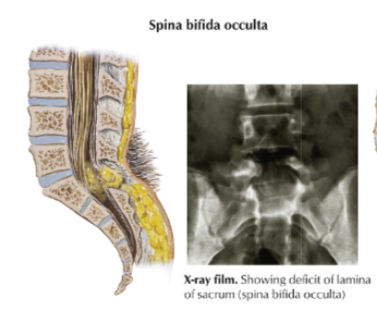 Spina bifida occulta
X-ray film. Showing deficit of lamina
of sacrum (spina bifida occulta)